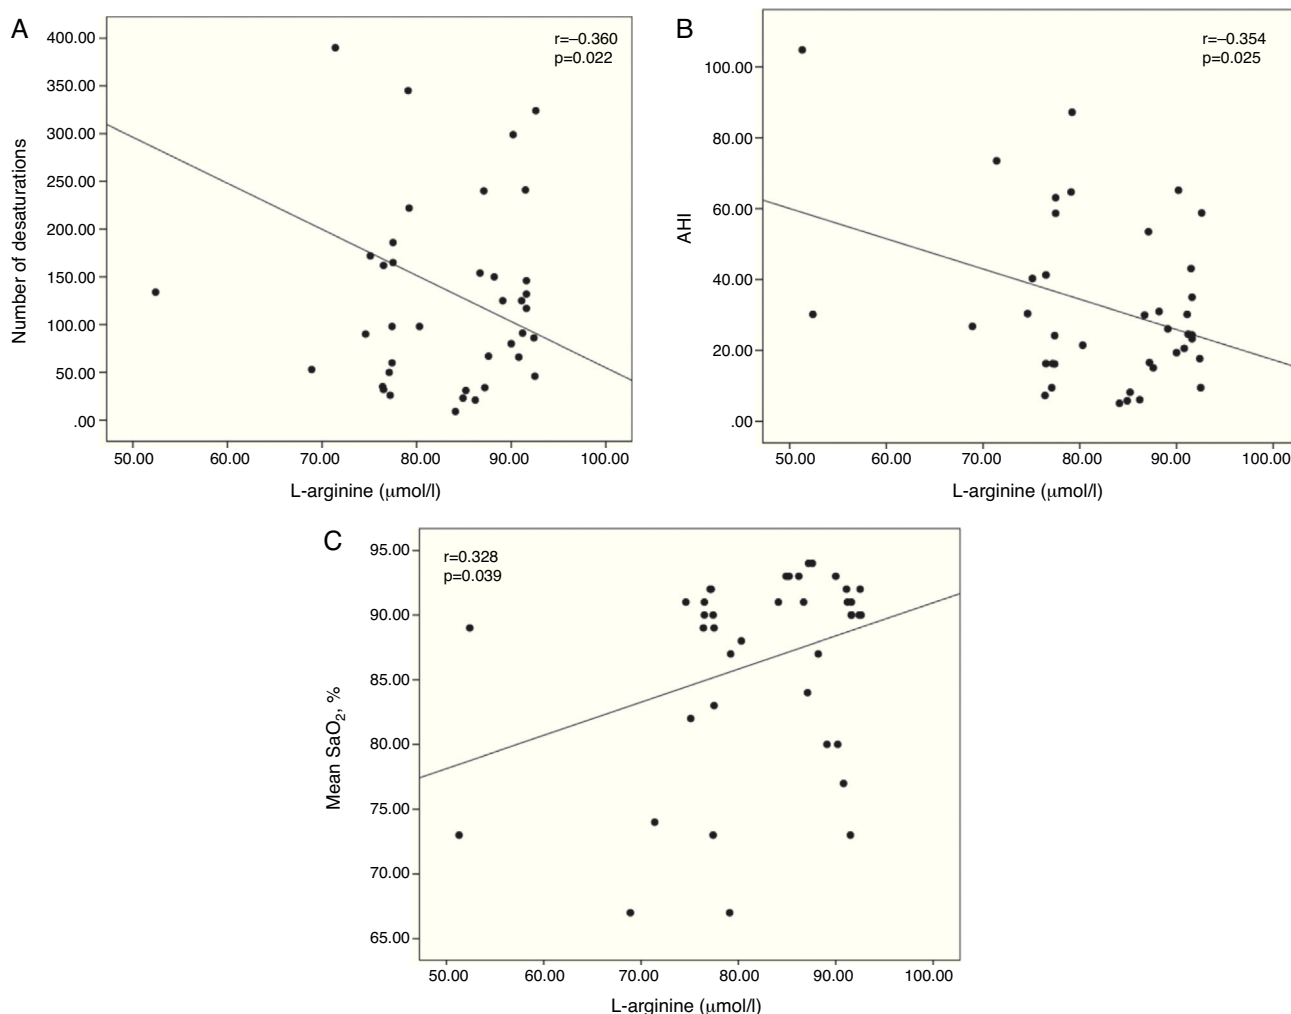 A
r=–0.360
p=0.022
Number of desaturations
400.00
350.00
300.00
250.00
200.00
150.00
100.00
50.00
.00
50.00 60.00 70.00 80.00 90.00 100.00
L-arginine (μmol/l)
B
r=–0.354
p=0.025
AHI
100.00
80.00
60.00
40.00
20.00
.00
50.00 60.00 70.00 80.00 90.00 100.00
L-arginine (μmol/l)
C
r=0.328
p=0.039
Mean SaO₂, %
95.00
90.00
85.00
80.00
75.00
70.00
65.00
50.00 60.00 70.00 80.00 90.00 100.00
L-arginine (μmol/l)